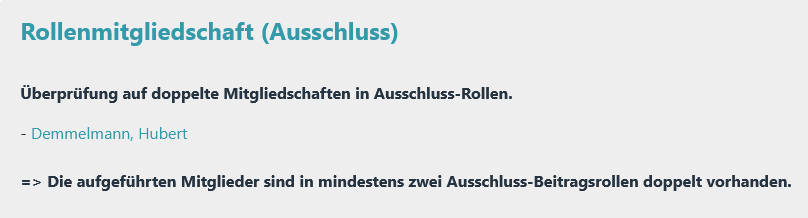 Rollenmitgliedschaft (Ausschluss)
Überprüfung auf doppelte Mitgliedschaften in Ausschluss-Rollen.
- Demmelmann, Hubert
=> Die aufgeführten Mitglieder sind in mindestens zwei Ausschluss-Beitragsrollen doppelt vorhanden.